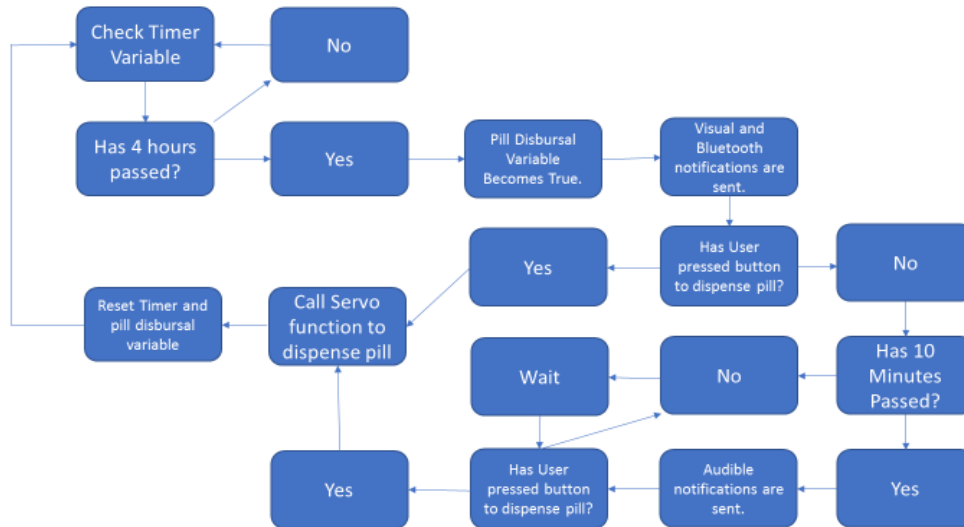 Check Timer
Variable
No
Has 4 hours
passed?
Yes
Pill Disbursal
Variable
Becomes True.
Visual and
Bluetooth
notifications are
sent.
Yes
Has User
pressed button
to dispense pill?
No
Reset Timer and
pill disbursal
variable
Call Servo
function to
dispense pill
Wait
No
Has 10
Minutes
Passed?
Yes
Has User
pressed button
to dispense pill?
Audible
notifications are
sent.
Yes